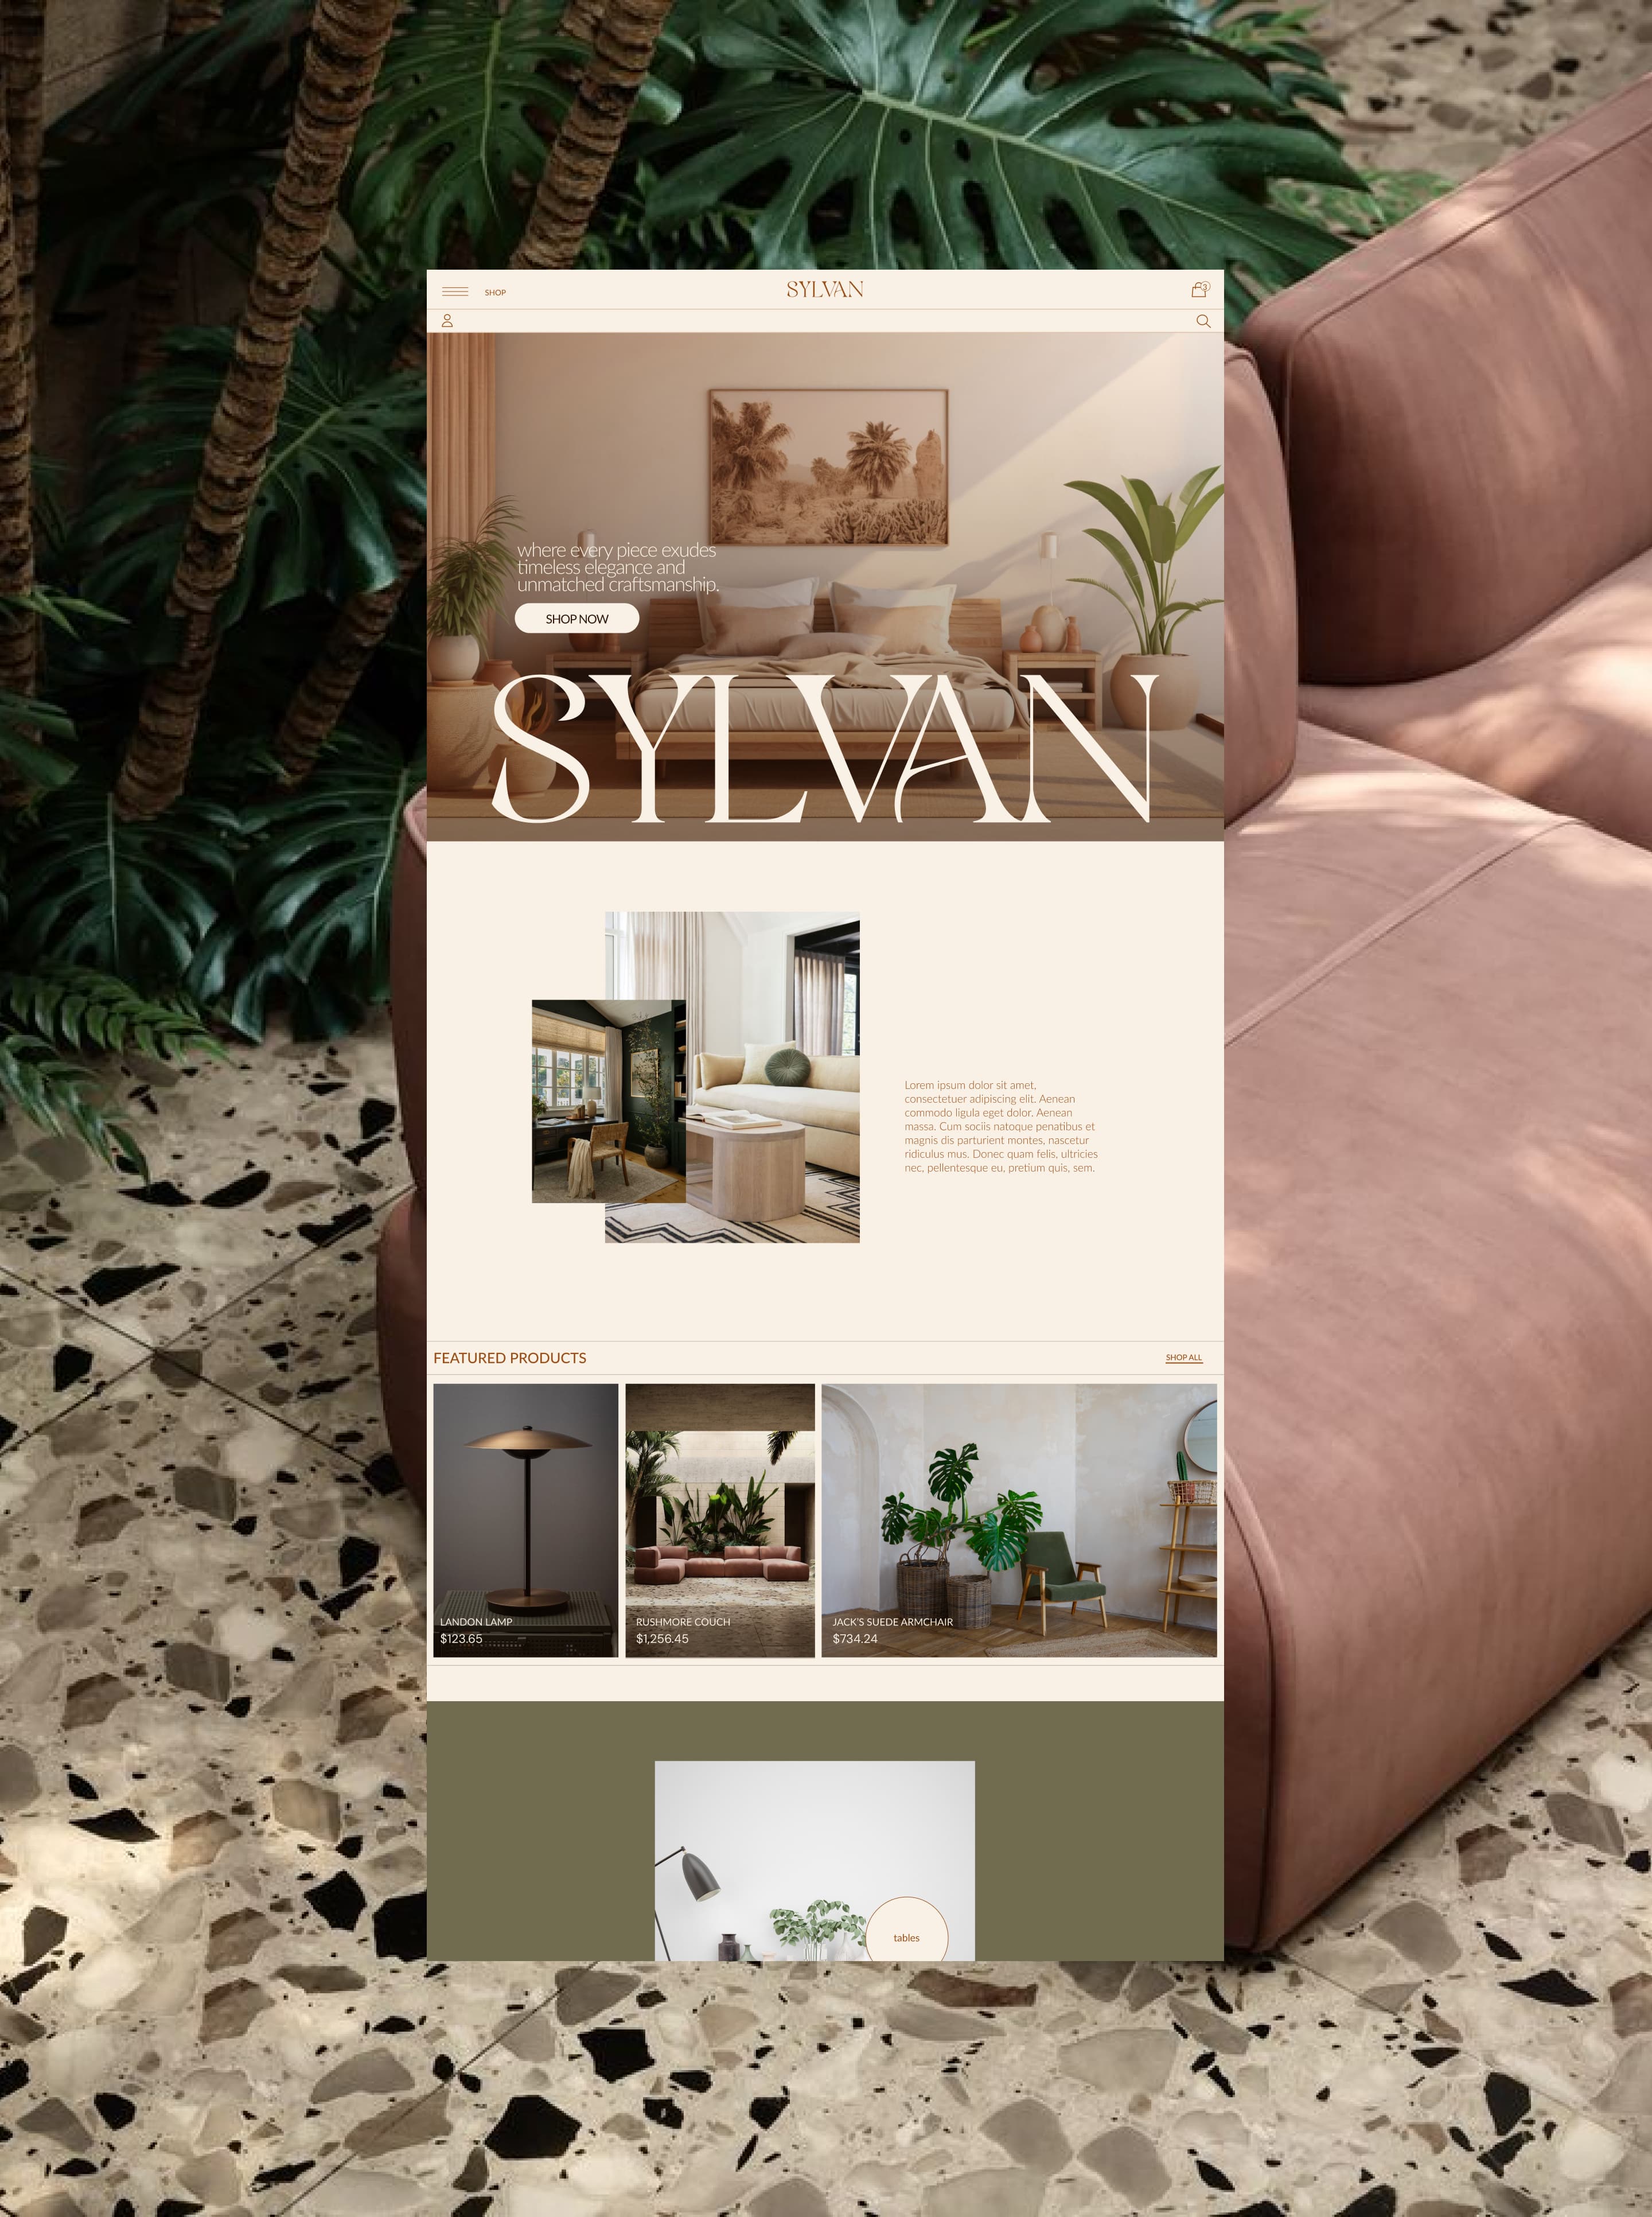 SHOP
SYLVAN
3
where every piece exudes
timeless elegance and
unmatched craftsmanship.
SHOP NOW
SYLVAN
Lorem ipsum dolor sit amet,
consectetuer adipiscing elit. Aenean
commodo ligula eget dolor. Aenean
massa. Cum sociis natoque penatibus et
magnis dis parturient montes, nascetur
ridiculus mus. Donec quam felis, ultricies
nec, pellentesque eu, pretium quis, sem.
FEATURED PRODUCTS
SHOP ALL
LANDON LAMP
$123.65
RUSHMORE COUCH
$1,256.45
JACK'S SUEDE ARMCHAIR
$734.24
tables